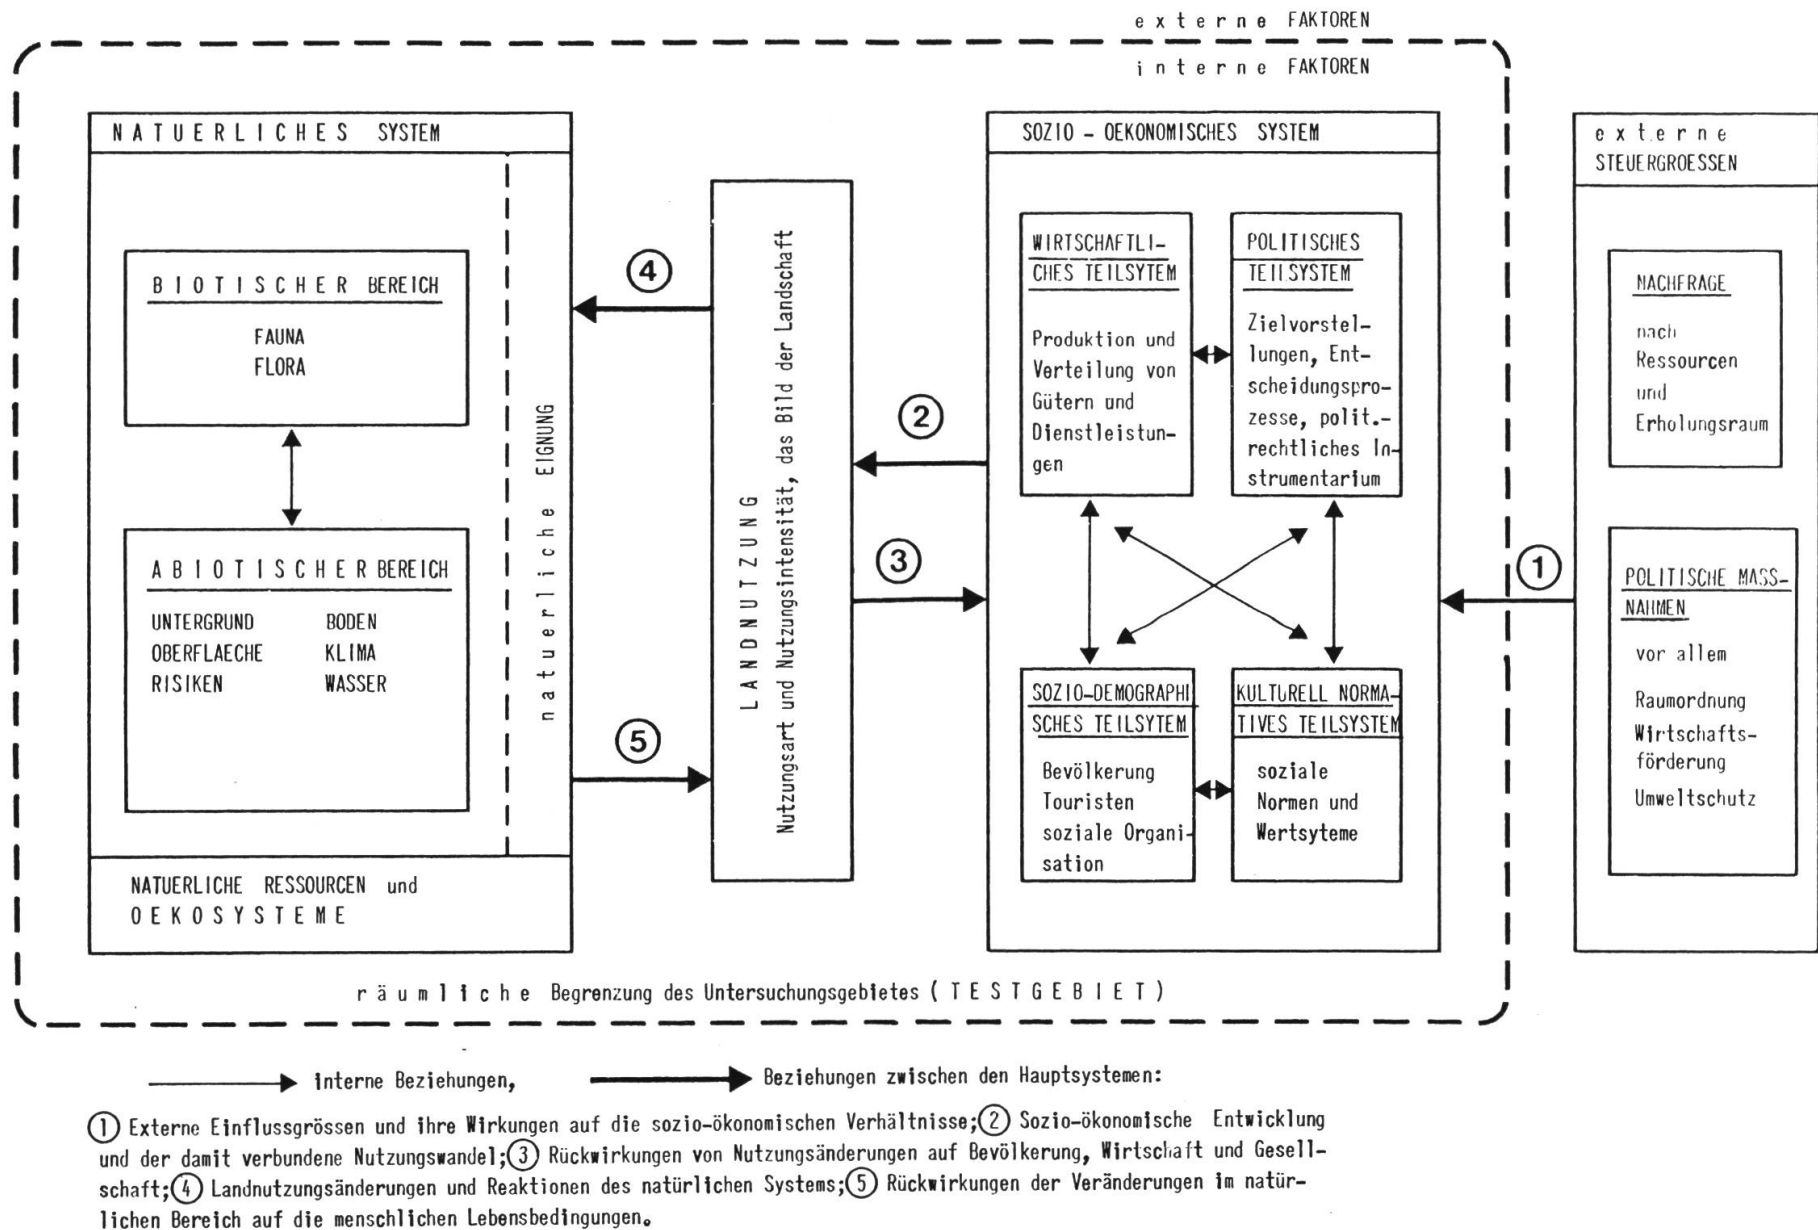 externe FAKTOREN
interne FAKTOREN
NATUERLICHES SYSTEM
BIOTISCHER BEREICH
FAUNA
FLORA
ABIOTISCHER BEREICH
UNTERGRUND BODEN
OBERFLAECHE KLIMA
RISIKEN WASSER
natuerliche EIGNUNG
NATUERLICHE RESSOURCEN und
OEKOSYSTEME
4
5
LANDNUTZUNG
Nutzungsart und Nutzungsintensität, das Bild der Landschaft
2
3
SOZIO - OEKONOMISCHES SYSTEM
WIRTSCHAFTLI-
CHES TEILSYTEM
Produktion und
Verteilung von
Gütern und
Dienstleistun-
gen
POLITISCHES
TEILSYSTEM
Zielvorstel-
lungen, Ent-
scheidungspro-
zesse, polit.-
rechtliches In-
strumentarium
SOZIO-DEMOGRAPHI
SCHES TEILSYTEM
Bevölkerung
Touristen
soziale Organi-
sation
KULTURELL NORMA-
TIVES TEILSYSTEM
soziale
Normen und
Wertsyteme
1
externe
STEUERGROESSEN
NACHFRAGE
nach
Ressourcen
und
Erholungsraum
POLITISCHE MASS-
NAHMEN
vor allem
Raumordnung
Wirtschafts-
förderung
Umweltschutz
räumliche Begrenzung des Untersuchungsgebietes (TESTGEBIET)
interne Beziehungen, Beziehungen zwischen den Hauptsystemen:
1 Externe Einflussgrössen und ihre Wirkungen auf die sozio-ökonomischen Verhältnisse; 2 Sozio-ökonomische Entwicklung
und der damit verbundene Nutzungswandel; 3 Rückwirkungen von Nutzungsänderungen auf Bevölkerung, Wirtschaft und Gesell-
schaft; 4 Landnutzungsänderungen und Reaktionen des natürlichen Systems; 5 Rückwirkungen der Veränderungen im natür-
lichen Bereich auf die menschlichen Lebensbedingungen.